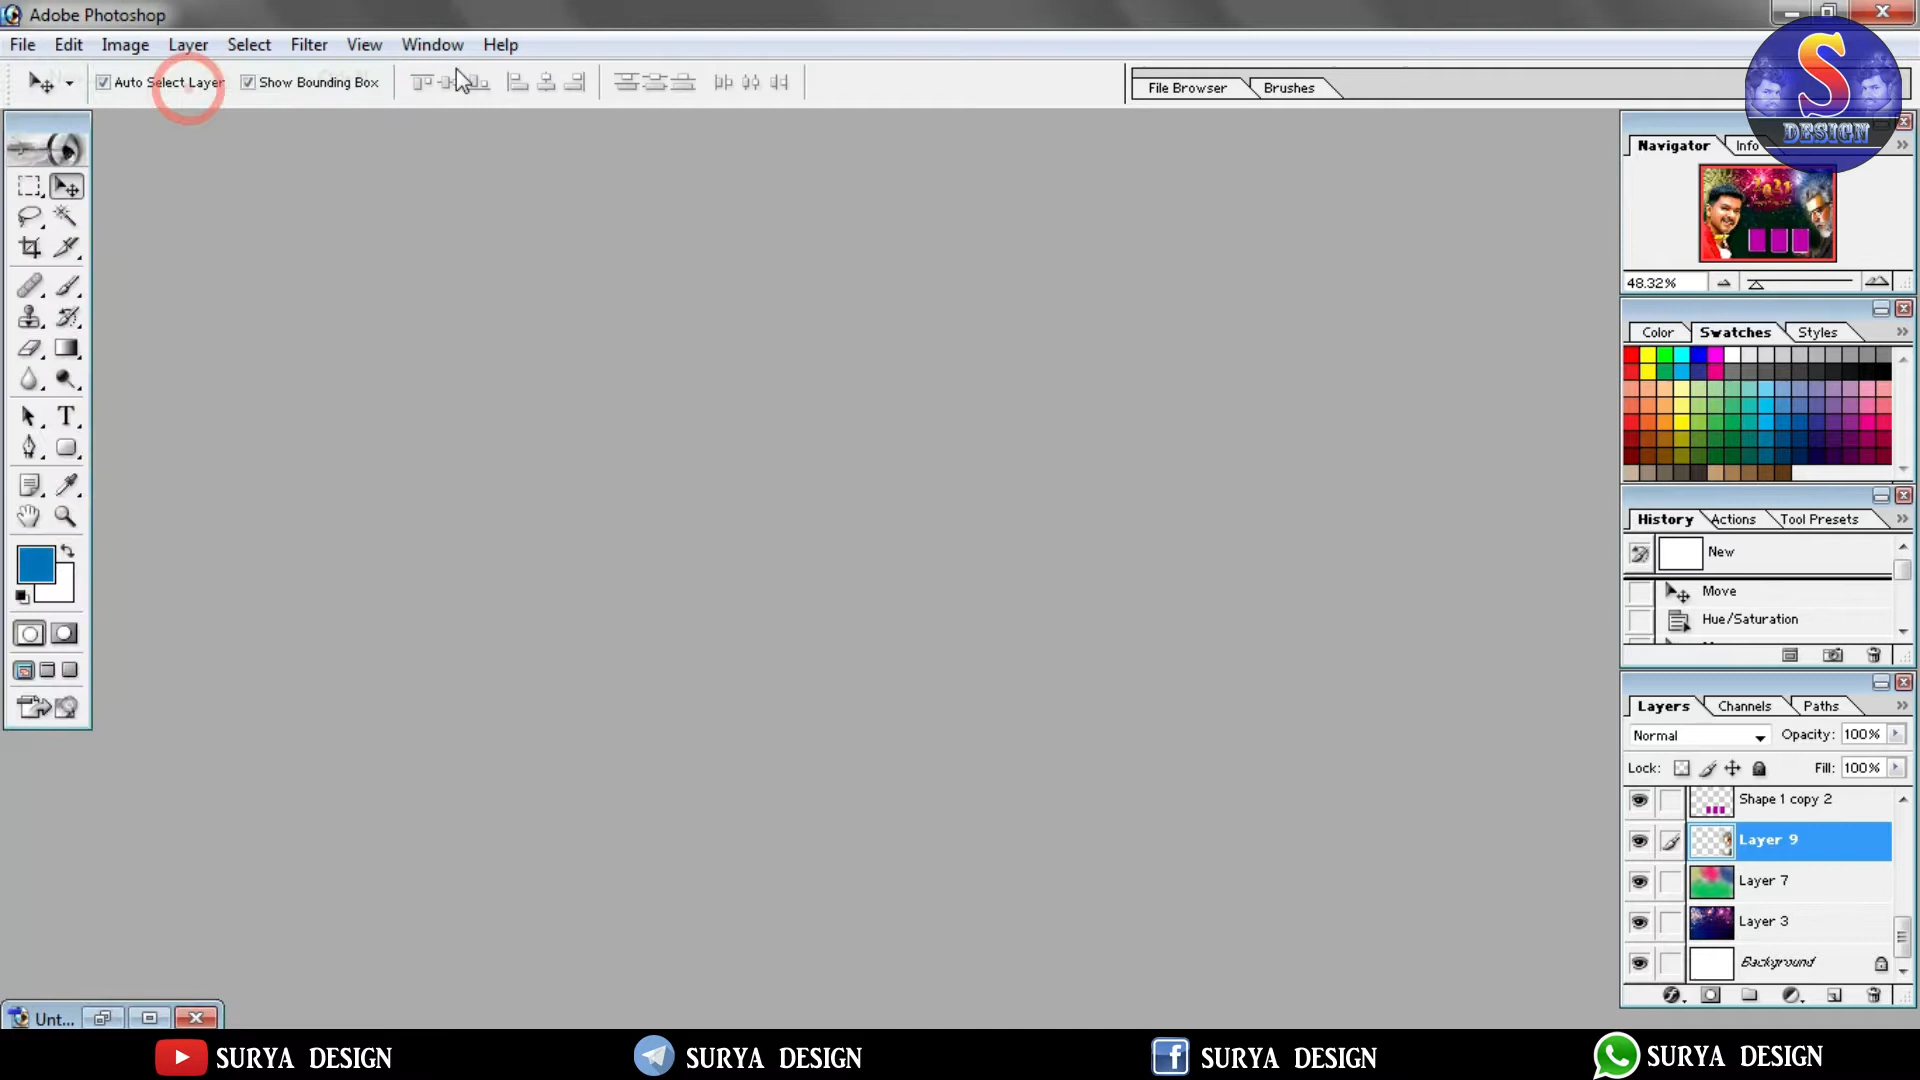 Adobe Photoshop
File Edit Image Layer Select Filter View Window Help
Auto Select Layer Show Bounding Box
File Browser Brushes
S
DESIGN
Navigator Info
2021
48.32%
Color Swatches Styles
History Actions Tool Presets
New
Move
Hue/Saturation
Layers Channels Paths
Normal Opacity: 100%
Lock: Fill: 100%
Shape 1 copy 2
Layer 9
Layer 7
Layer 3
Background
Unt...
SURYA DESIGN SURYA DESIGN SURYA DESIGN SURYA DESIGN